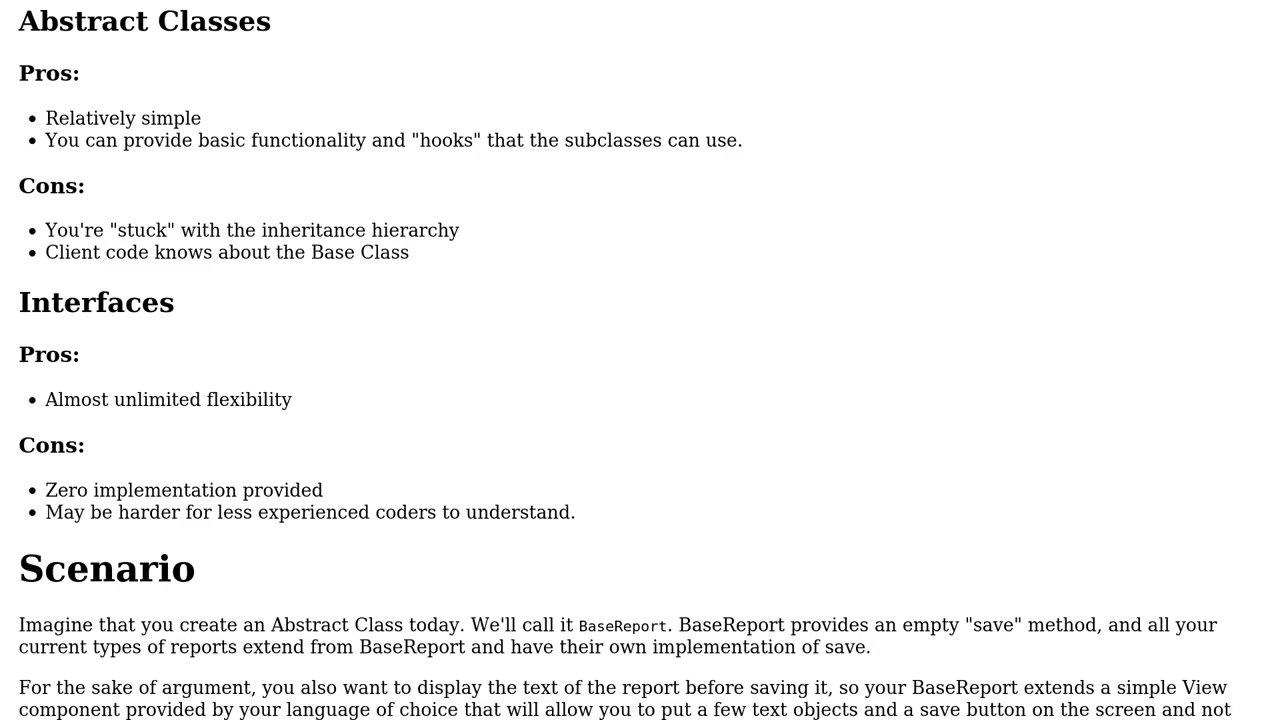 Abstract Classes
Pros:
• Relatively simple
• You can provide basic functionality and "hooks" that the subclasses can use.
Cons:
• You're "stuck" with the inheritance hierarchy
• Client code knows about the Base Class
Interfaces
Pros:
• Almost unlimited flexibility
Cons:
• Zero implementation provided
• May be harder for less experienced coders to understand.
Scenario
Imagine that you create an Abstract Class today. We'll call it BaseReport. BaseReport provides an empty "save" method, and all your
current types of reports extend from BaseReport and have their own implementation of save.
For the sake of argument, you also want to display the text of the report before saving it, so your BaseReport extends a simple View
component provided by your language of choice that will allow you to put a few text objects and a save button on the screen and not